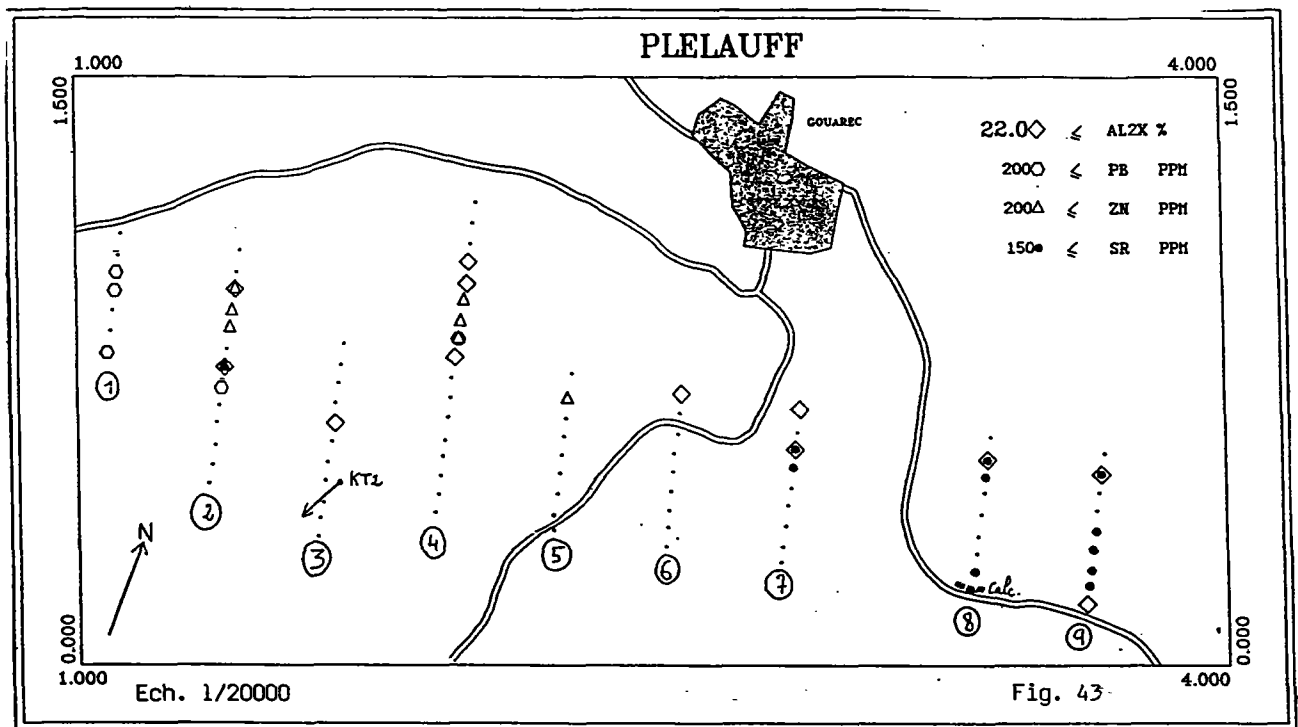 PLELAUFF
1.000 4.000
1.500 1.500
GOUAREC
22.0◇ ≤ AL2X %
200⬡ ≤ PB PPM
200△ ≤ ZN PPM
150● ≤ SR PPM
1
KT2
2
N
3
4
5
6
7
Calc.
8
9
0.000 0.000
1.000 4.000
Ech. 1/20000 Fig. 43